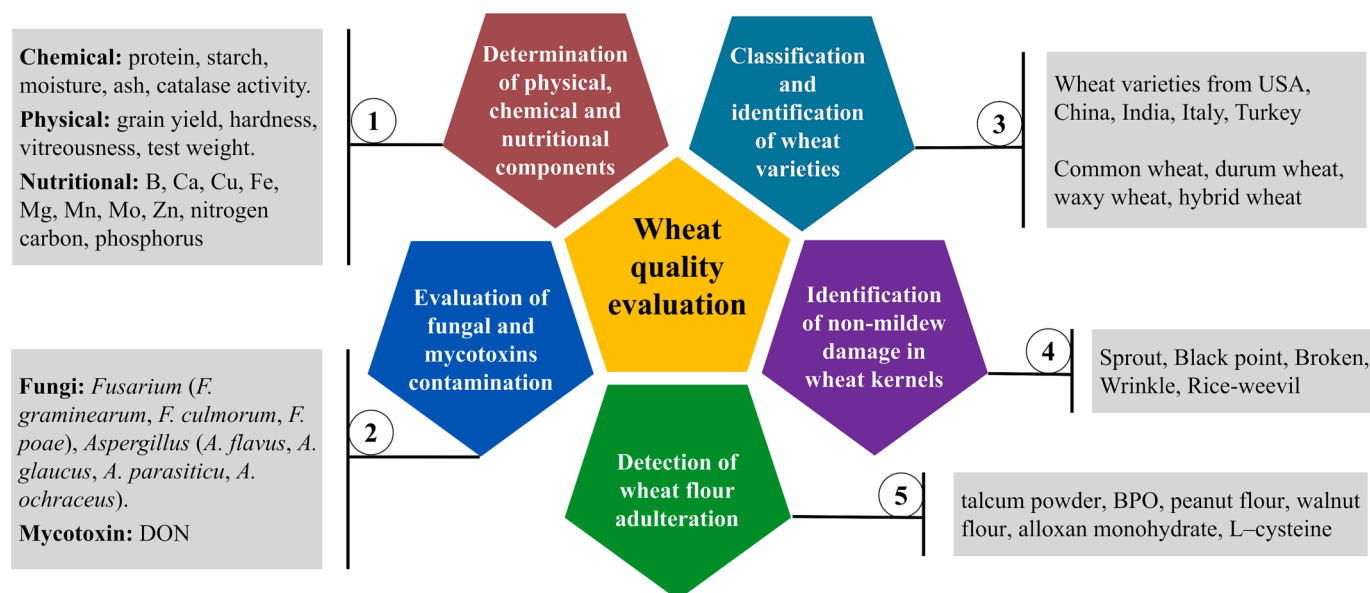 Chemical: protein, starch,
moisture, ash, catalase activity.
Physical: grain yield, hardness,
vitreousness, test weight.
Nutritional: B, Ca, Cu, Fe,
Mg, Mn, Mo, Zn, nitrogen
carbon, phosphorus
1
Determination
of physical,
chemical and
nutritional
components
Classification
and
identification
of wheat
varieties
3
Wheat varieties from USA,
China, India, Italy, Turkey
Common wheat, durum wheat,
waxy wheat, hybrid wheat
Wheat
quality
evaluation
Evaluation of
fungal and
mycotoxins
contamination
2
Fungi: Fusarium (F.
graminearum, F. culmorum, F.
poae), Aspergillus (A. flavus, A.
glaucus, A. parasiticu, A.
ochraceus).
Mycotoxin: DON
Identification
of non-mildew
damage in
wheat kernels
4
Sprout, Black point, Broken,
Wrinkle, Rice-weevil
Detection of
wheat flour
adulteration
5
talcum powder, BPO, peanut flour, walnut
flour, alloxan monohydrate, L–cysteine